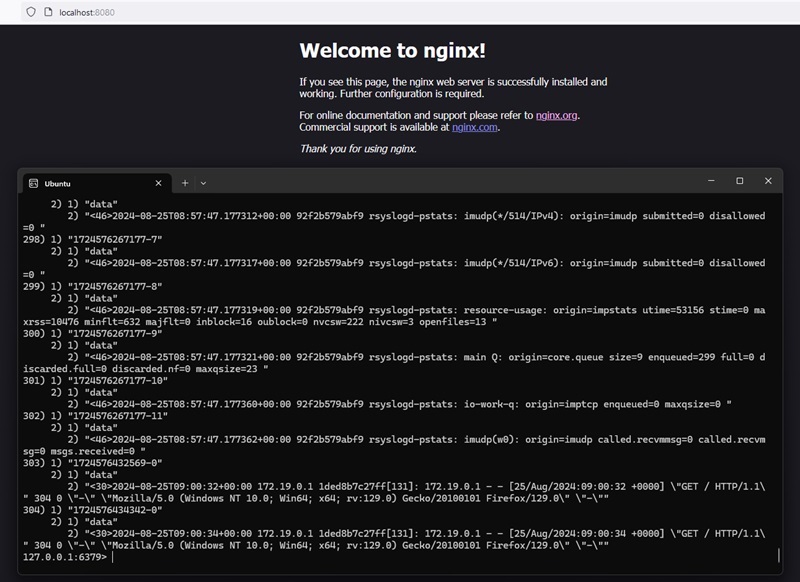 localhost:8080
Welcome to nginx!
If you see this page, the nginx web server is successfully installed and
working. Further configuration is required.
For online documentation and support please refer to nginx.org.
Commercial support is available at nginx.com.
Thank you for using nginx.
Ubuntu
2) 1) "data"
2) "<46>2024-08-25T08:57:47.177312+00:00 92f2b579abf9 rsyslogd-pstats: imudp(*/514/IPv4): origin=imudp submitted=0 disallowed
=0 "
298) 1) "1724576267177-7"
2) 1) "data"
2) "<46>2024-08-25T08:57:47.177317+00:00 92f2b579abf9 rsyslogd-pstats: imudp(*/514/IPv6): origin=imudp submitted=0 disallowed
=0 "
299) 1) "1724576267177-8"
2) 1) "data"
2) "<46>2024-08-25T08:57:47.177319+00:00 92f2b579abf9 rsyslogd-pstats: resource-usage: origin=impstats utime=53156 stime=0 ma
xrss=10476 minflt=632 majflt=0 inblock=16 oublock=0 nvcsw=222 nivcsw=3 openfiles=13 "
300) 1) "1724576267177-9"
2) 1) "data"
2) "<46>2024-08-25T08:57:47.177321+00:00 92f2b579abf9 rsyslogd-pstats: main Q: origin=core.queue size=9 enqueued=299 full=0 d
iscarded.full=0 discarded.nf=0 maxqsize=23 "
301) 1) "1724576267177-10"
2) 1) "data"
2) "<46>2024-08-25T08:57:47.177360+00:00 92f2b579abf9 rsyslogd-pstats: io-work-q: origin=imptcp enqueued=0 maxqsize=0 "
302) 1) "1724576267177-11"
2) 1) "data"
2) "<46>2024-08-25T08:57:47.177362+00:00 92f2b579abf9 rsyslogd-pstats: imudp(w0): origin=imudp called.recvmmsg=0 called.recvm
msg=0 msgs.received=0 "
303) 1) "1724576432569-0"
2) 1) "data"
2) "<30>2024-08-25T09:00:32+00:00 172.19.0.1 1ded8b7c27ff[131]: 172.19.0.1 - - [25/Aug/2024:09:00:32 +0000] \"GET / HTTP/1.1\
" 304 0 \"-\" \"Mozilla/5.0 (Windows NT 10.0; Win64; x64; rv:129.0) Gecko/20100101 Firefox/129.0\" \"-\""
304) 1) "1724576434342-0"
2) 1) "data"
2) "<30>2024-08-25T09:00:34+00:00 172.19.0.1 1ded8b7c27ff[131]: 172.19.0.1 - - [25/Aug/2024:09:00:34 +0000] \"GET / HTTP/1.1\
" 304 0 \"-\" \"Mozilla/5.0 (Windows NT 10.0; Win64; x64; rv:129.0) Gecko/20100101 Firefox/129.0\" \"-\""
127.0.0.1:6379>